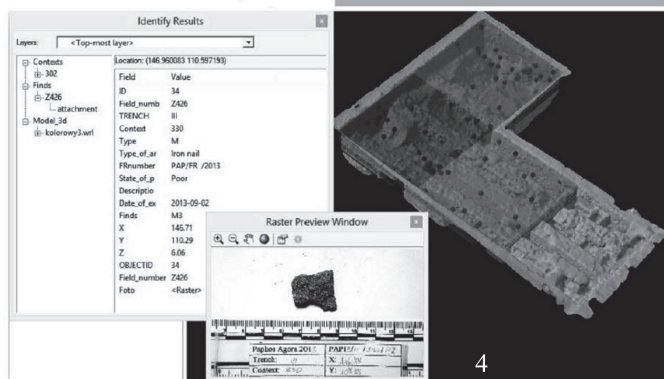 Identify Results
Layers: <Top-most layer>
Contexts
302
Finds
Z426
attachment
Model_3d
kolorowy3.wrl
Location: (146.960083 110.597193)
Field Value
ID 34
Field_numb Z426
TRENCH III
Context 330
Type M
Type_of_ar Iron nail
FRnumber PAP/FR /2013
State_of_p Poor
Descriptio
Date_of_ex 2013-09-02
Finds M3
X 146.71
Y 110.29
Z 6.06
OBJECTID 34
Field_number Z426
Foto <Raster>
Raster Preview Window
Paphos Agora
Trench:
X:
Context:
Y:
4